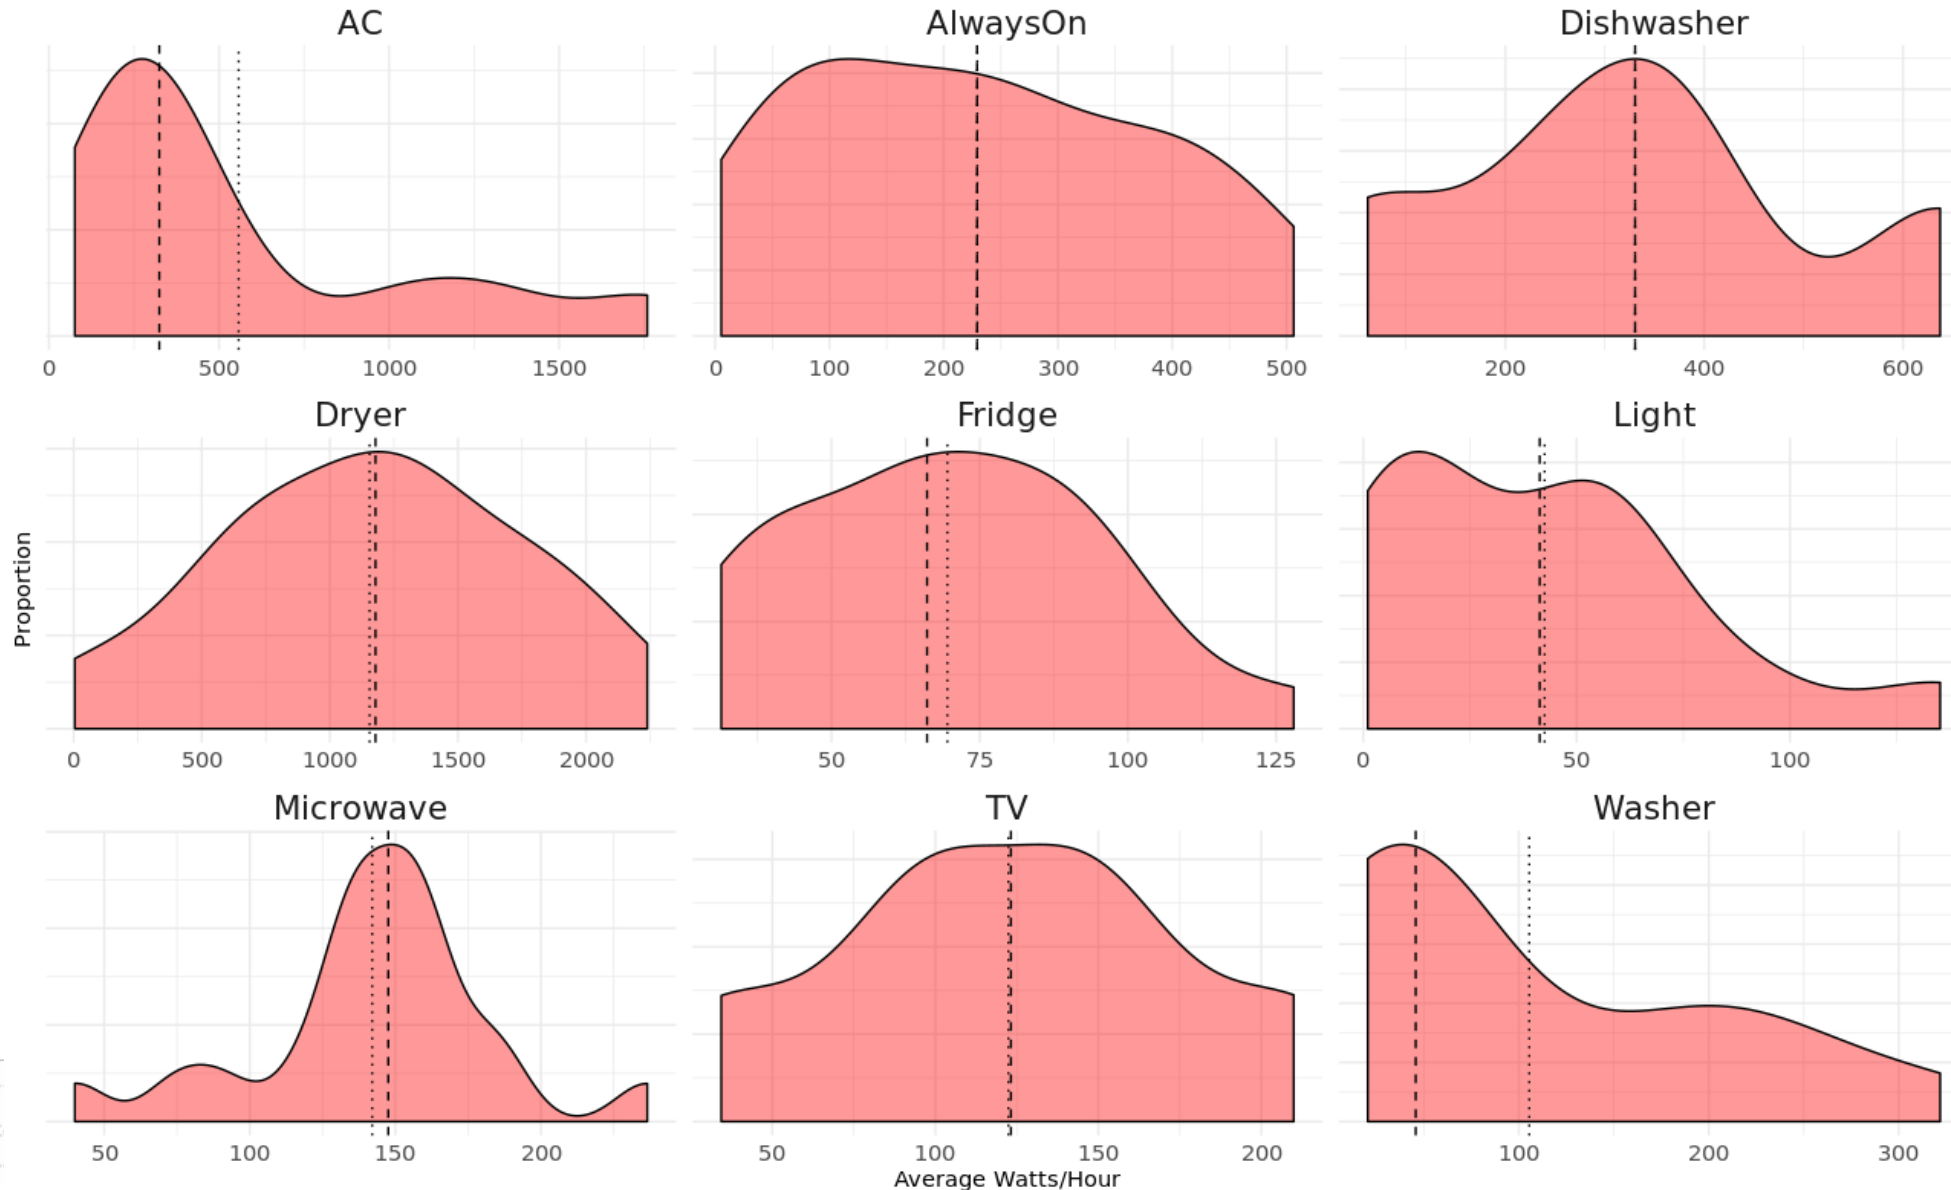 AC AlwaysOn Dishwasher
0 500 1000 1500 0 100 200 300 400 500 200 400 600
Dryer Fridge Light
0 500 1000 1500 2000 50 75 100 125 0 50 100
Proportion
Microwave TV Washer
50 100 150 200 50 100 150 200 100 200 300
Average Watts/Hour